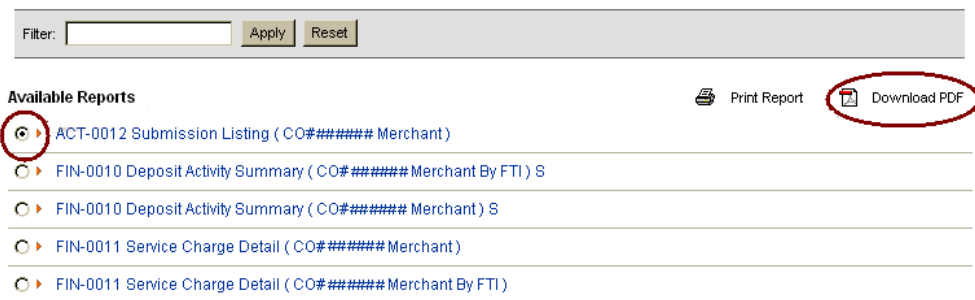 Filter: Apply Reset
Available Reports Print Report Download PDF
ACT-0012 Submission Listing ( CO####### Merchant )
FIN-0010 Deposit Activity Summary ( CO####### Merchant By FTI ) S
FIN-0010 Deposit Activity Summary ( CO####### Merchant ) S
FIN-0011 Service Charge Detail ( CO####### Merchant )
FIN-0011 Service Charge Detail ( CO####### Merchant By FTI )